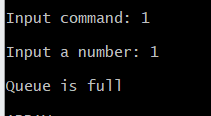 Input command: 1
Input a number: 1
Queue is full